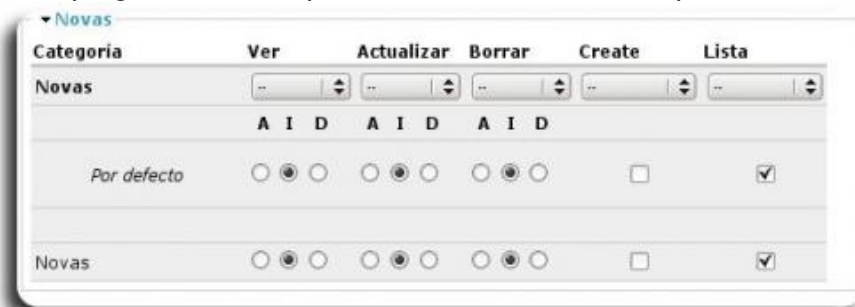 Novas
Categoría Ver Actualizar Borrar Create Lista
Novas -- -- -- -- --
A I D A I D A I D
Por defecto
Novas